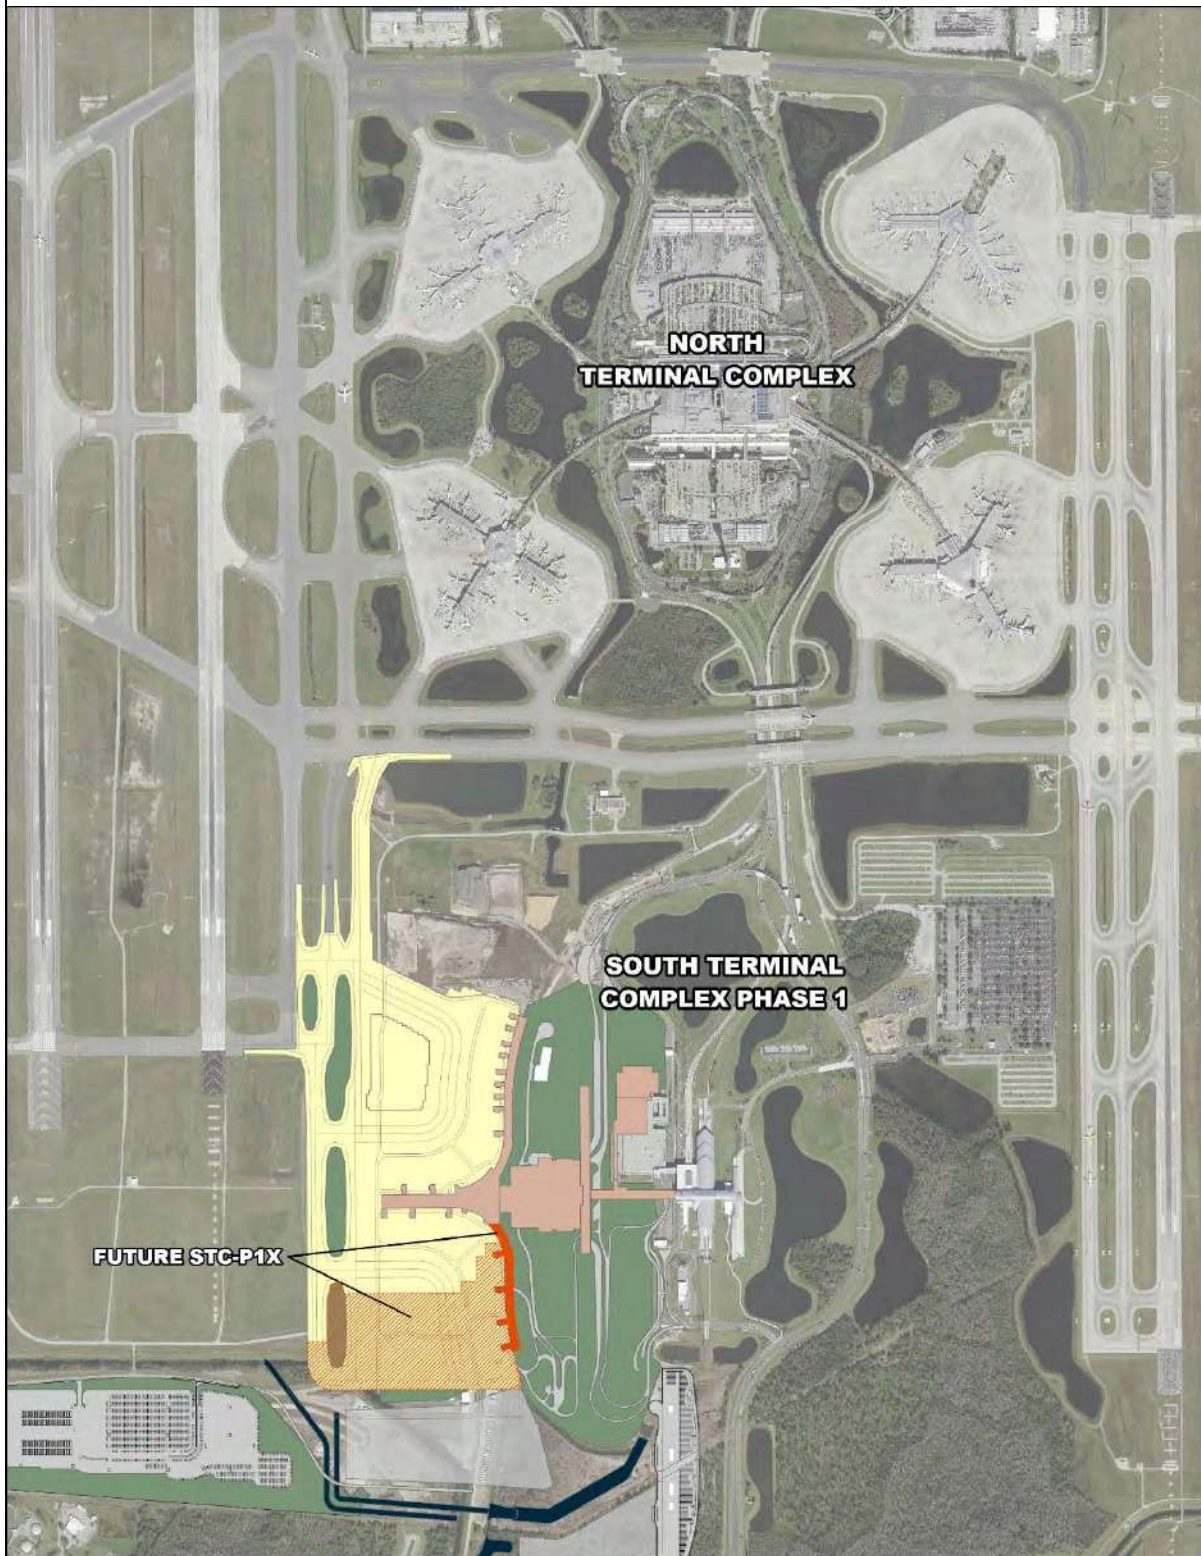 NORTH
TERMINAL COMPLEX
SOUTH TERMINAL
COMPLEX PHASE 1
FUTURE STC-P1X